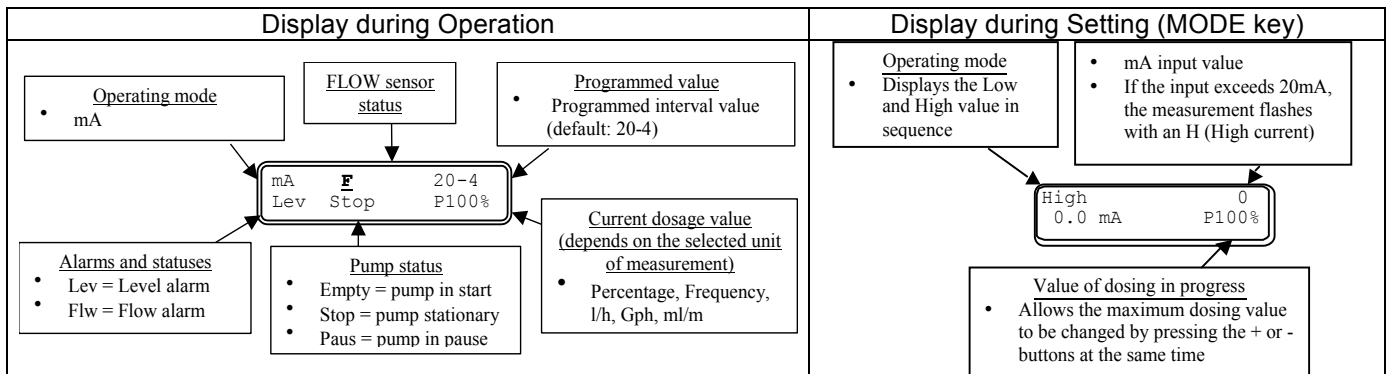 Display during Operation
Operating mode
• mA
FLOW sensor
status
Programmed value
• Programmed interval value
(default: 20-4)
mA F 20-4
Lev Stop P100%
Alarms and statuses
• Lev = Level alarm
• Flw = Flow alarm
Pump status
• Empty = pump in start
• Stop = pump stationary
• Paus = pump in pause
Current dosage value
(depends on the selected unit
of measurement)
• Percentage, Frequency,
l/h, Gph, ml/m
Display during Setting (MODE key)
Operating mode
• Displays the Low
and High value in
sequence
• mA input value
• If the input exceeds 20mA,
the measurement flashes
with an H (High current)
High 0
0.0 mA P100%
Value of dosing in progress
• Allows the maximum dosing value
to be changed by pressing the + or -
buttons at the same time